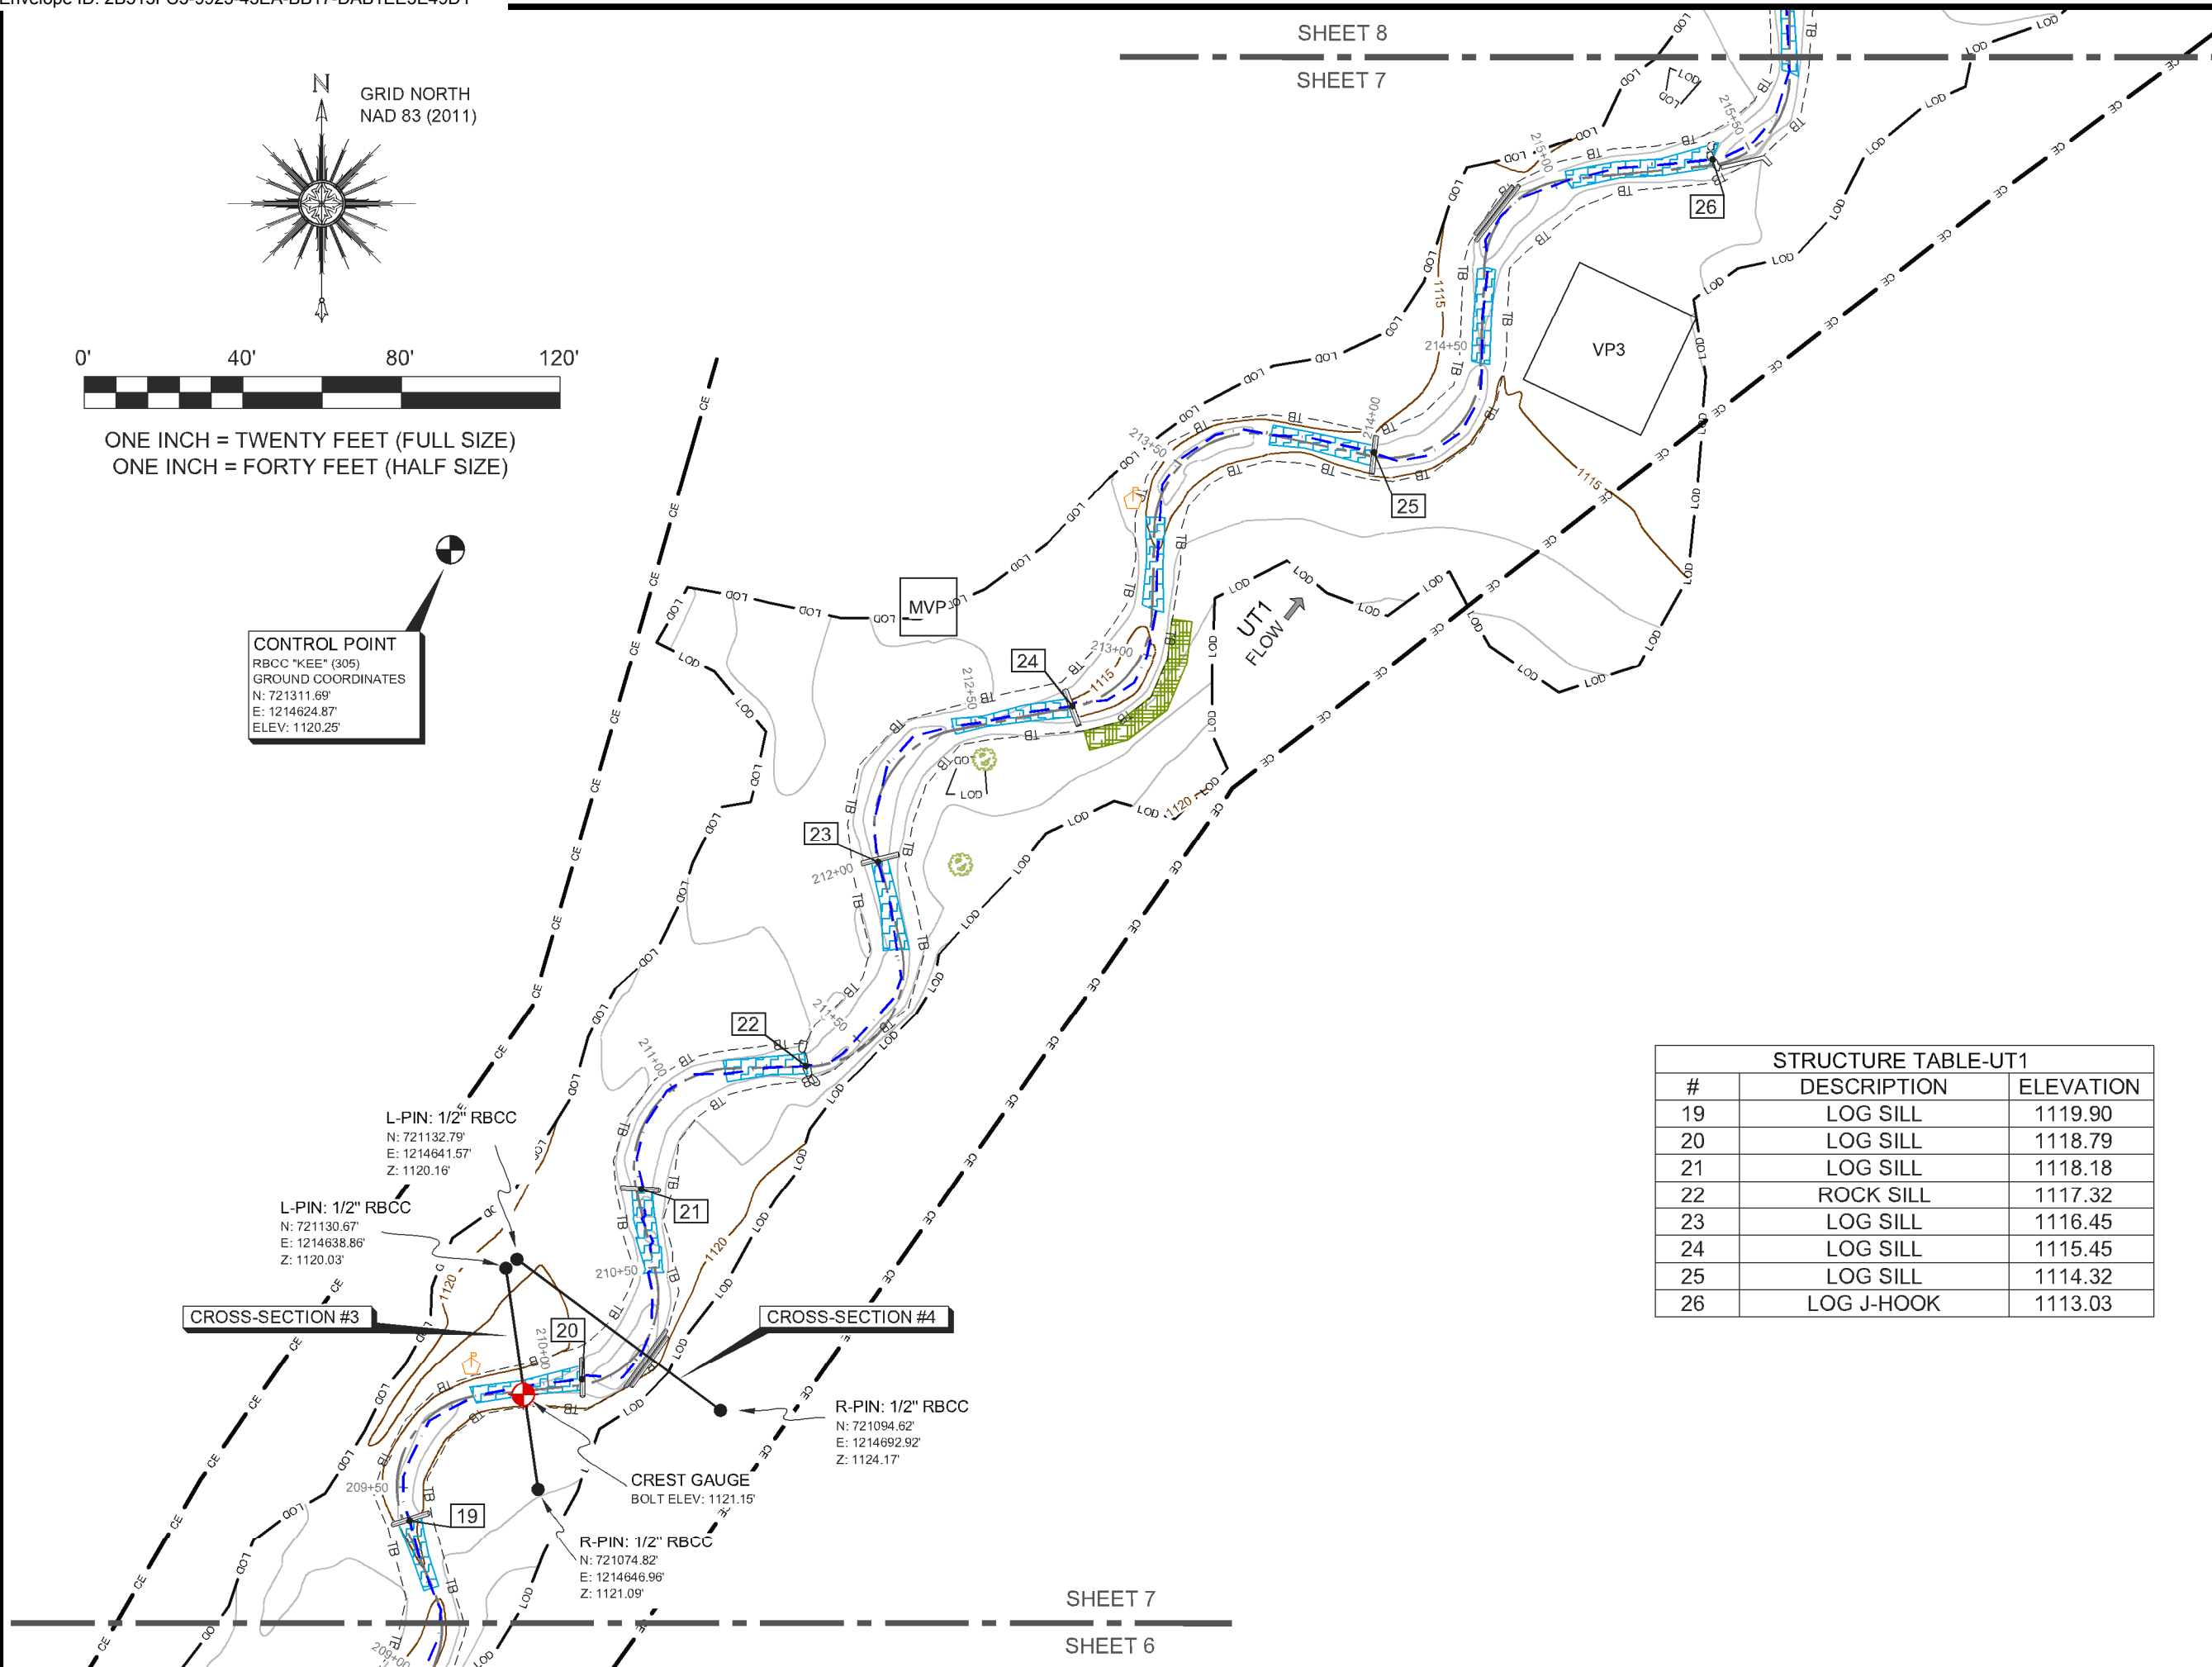 SHEET 8
SHEET 7
N
GRID NORTH
NAD 83 (2011)
0' 40' 80' 120'
ONE INCH = TWENTY FEET (FULL SIZE)
ONE INCH = FORTY FEET (HALF SIZE)
CONTROL POINT
RBCC "KEE" (305)
GROUND COORDINATES
N: 721311.69'
E: 1214624.87'
ELEV: 1120.25'
215+50
215+00
26
VP3
1115
214+50
214+00
213+50
25
1115
MVP
UT1
FLOW
24
213+00
1115
212+50
1120
23
212+00
22
211+50
211+00
21
210+50
1120
L-PIN: 1/2" RBCC
N: 721132.79'
E: 1214641.57'
Z: 1120.16'
L-PIN: 1/2" RBCC
N: 721130.67'
E: 1214638.86'
Z: 1120.03'
1120
CROSS-SECTION #3
20
210+00
CROSS-SECTION #4
R-PIN: 1/2" RBCC
N: 721094.62'
E: 1214692.92'
Z: 1124.17'
CREST GAUGE
BOLT ELEV: 1121.15'
209+50
19
R-PIN: 1/2" RBCC
N: 721074.82'
E: 1214646.96'
Z: 1121.09'
209+00
STRUCTURE TABLE-UT1
# DESCRIPTION ELEVATION
19 LOG SILL 1119.90
20 LOG SILL 1118.79
21 LOG SILL 1118.18
22 ROCK SILL 1117.32
23 LOG SILL 1116.45
24 LOG SILL 1115.45
25 LOG SILL 1114.32
26 LOG J-HOOK 1113.03
SHEET 7
SHEET 6
LOD
CE
TB